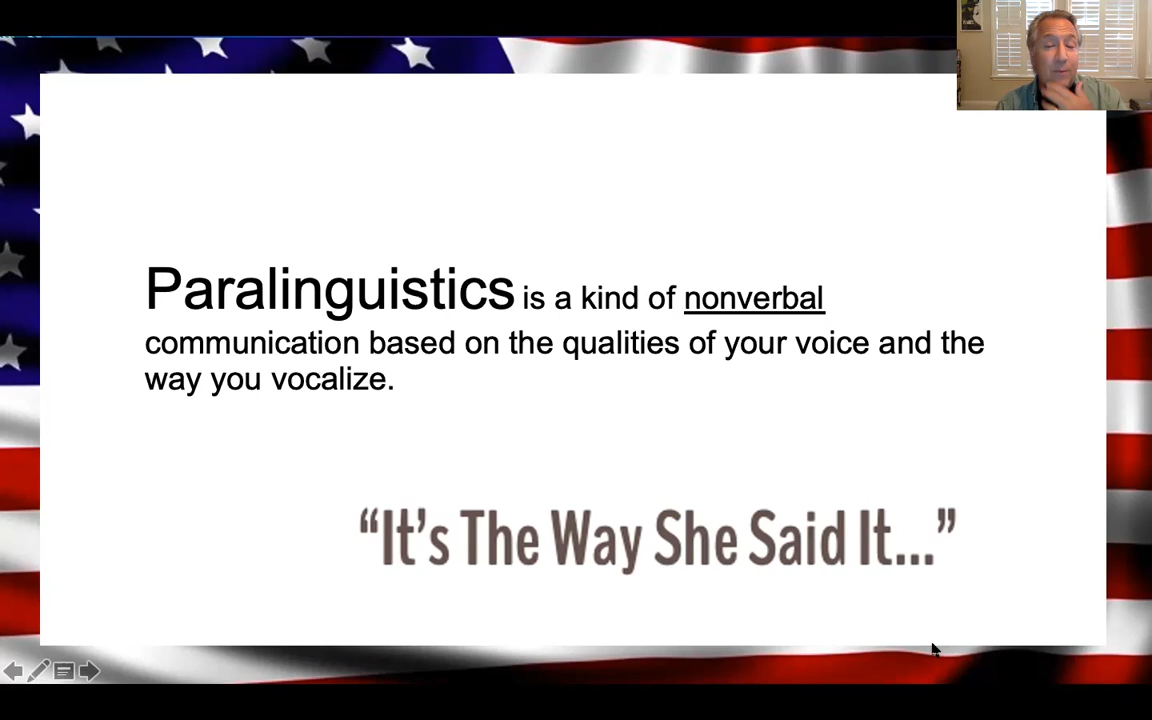 Paralinguistics is a kind of nonverbal
communication based on the qualities of your voice and the
way you vocalize.
“It’s The Way She Said It...”